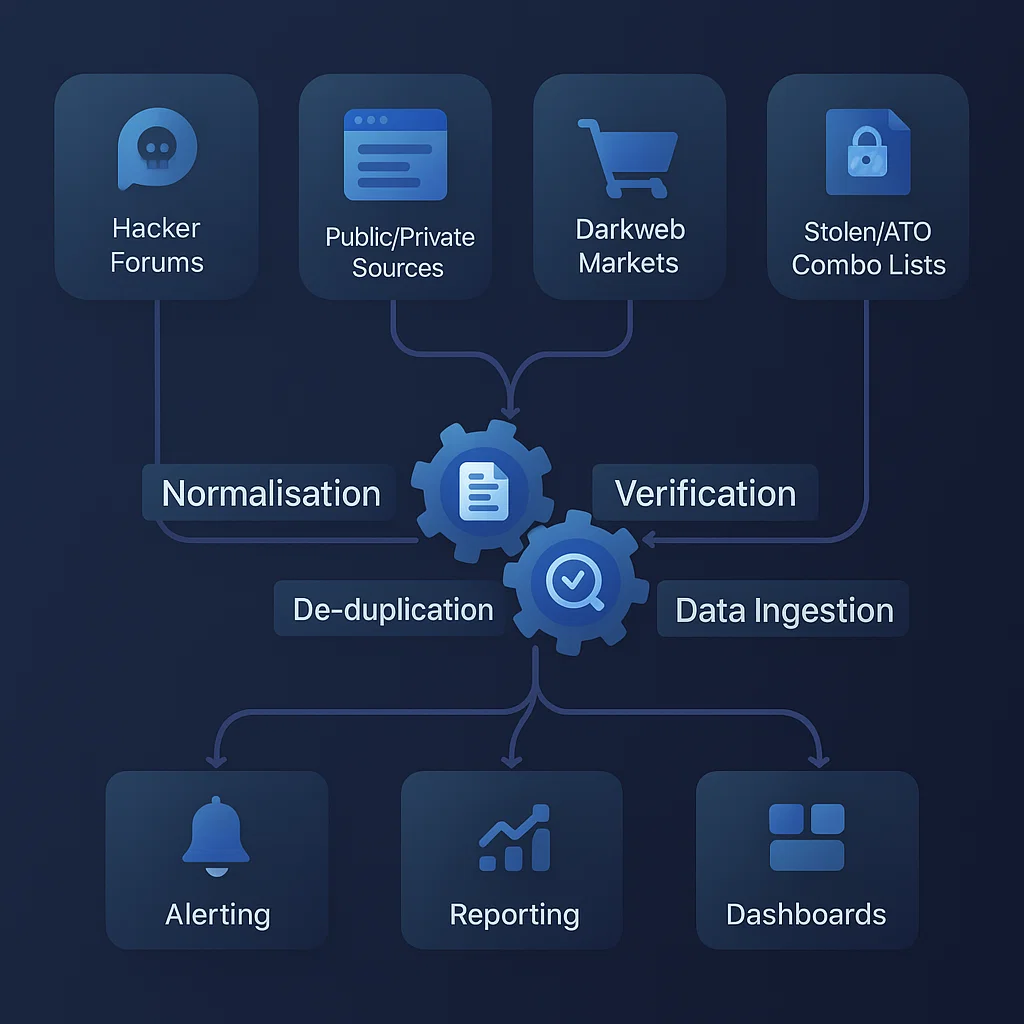 Hacker
Forums
Public/Private
Sources
Darkweb
Markets
Stolen/ATO
Combo Lists
Normalisation
Verification
De-duplication
Data Ingestion
Alerting
Reporting
Dashboards